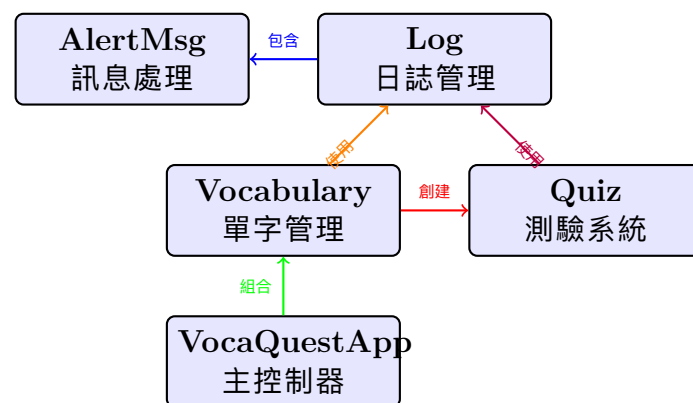 AlertMsg
訊息處理
包含
Log
日誌管理
使用
使用
Vocabulary
單字管理
創建
Quiz
測驗系統
組合
VocaQuestApp
主控制器